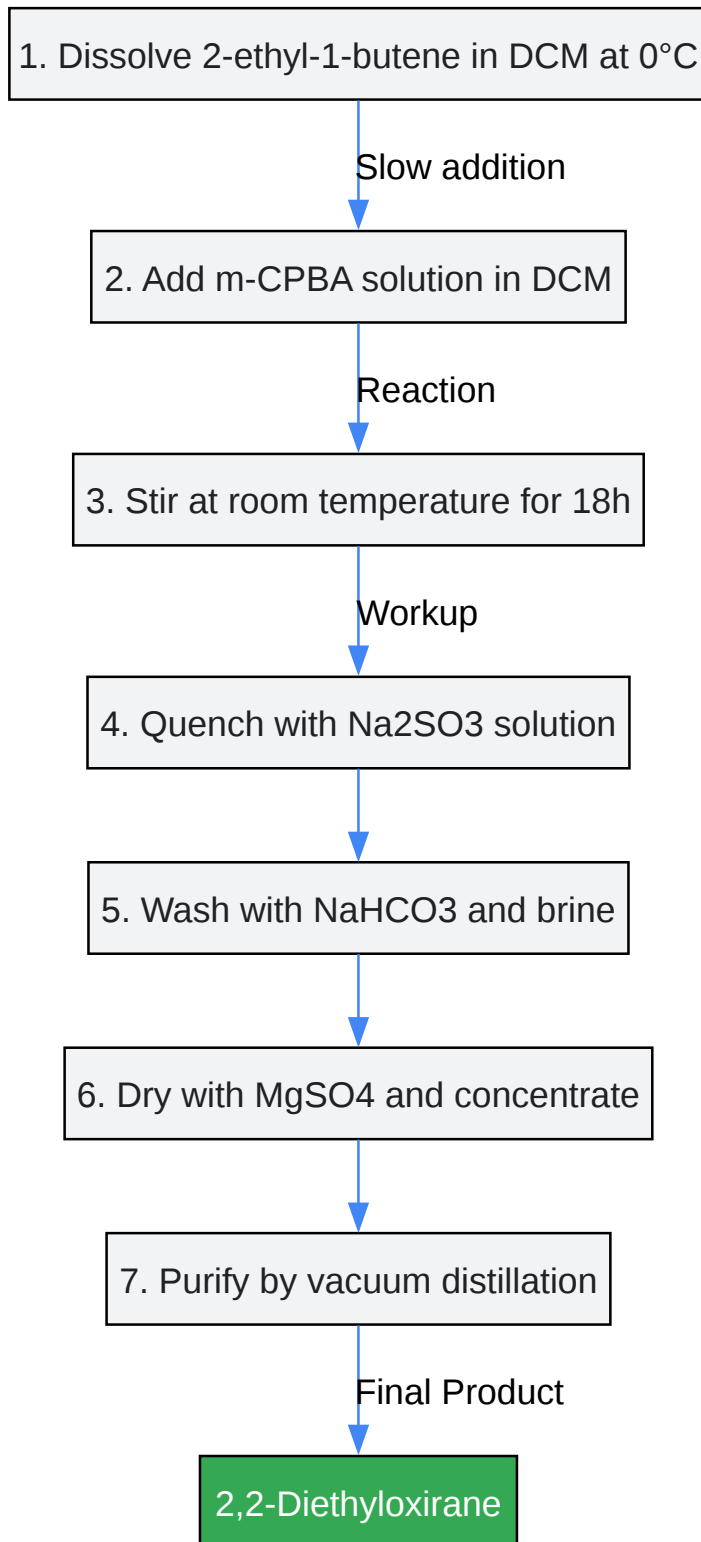 1. Dissolve 2-ethyl-1-butene in DCM at 0°C
Slow addition
2. Add m-CPBA solution in DCM
Reaction
3. Stir at room temperature for 18h
Workup
4. Quench with Na2SO3 solution
5. Wash with NaHCO3 and brine
6. Dry with MgSO4 and concentrate
7. Purify by vacuum distillation
Final Product
2,2-Diethyloxirane